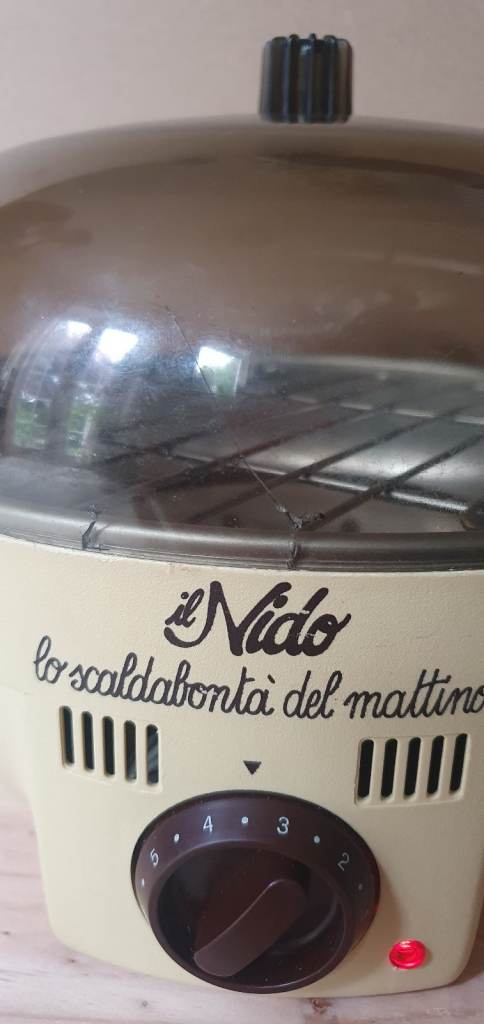 il Nido
lo scaldabontà del mattino
5 • 4 • 3 • 2